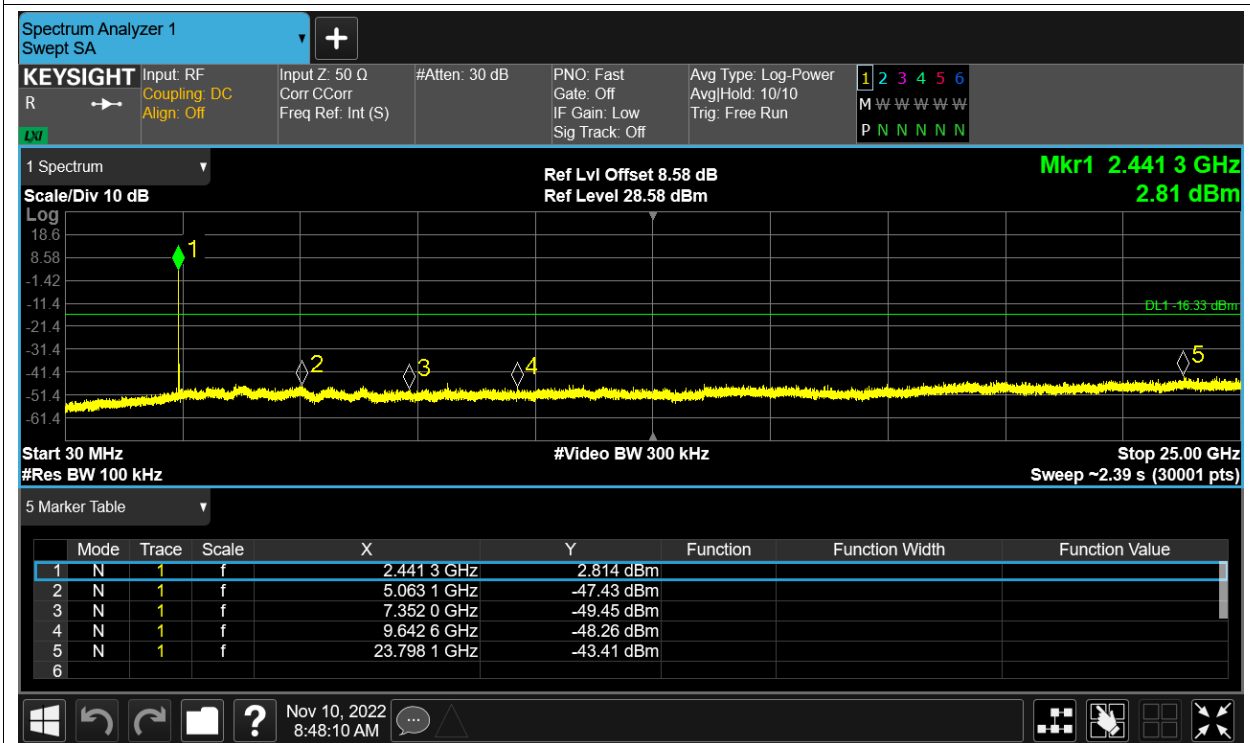 Spectrum Analyzer 1
Swept SA
KEYSIGHT
R
LXI
Input: RF
Coupling: DC
Align: Off
Input Z: 50 Ω
Corr CCorr
Freq Ref: Int (S)
#Atten: 30 dB
PNO: Fast
Gate: Off
IF Gain: Low
Sig Track: Off
Avg Type: Log-Power
Avg|Hold: 10/10
Trig: Free Run
1 2 3 4 5 6
M W W W W W
P N N N N N
1 Spectrum
Scale/Div 10 dB
Ref Lvl Offset 8.58 dB
Ref Level 28.58 dBm
Mkr1 2.441 3 GHz
2.81 dBm
Log
18.6
8.58
-1.42
-11.4
-21.4
-31.4
-41.4
-51.4
-61.4
1
2
3
4
5
DL1 -16.33 dBm
Start 30 MHz
#Res BW 100 kHz
#Video BW 300 kHz
Stop 25.00 GHz
Sweep ~2.39 s (30001 pts)
5 Marker Table
Mode Trace Scale X Y Function Function Width Function Value
1 N 1 f 2.441 3 GHz 2.814 dBm
2 N 1 f 5.063 1 GHz -47.43 dBm
3 N 1 f 7.352 0 GHz -49.45 dBm
4 N 1 f 9.642 6 GHz -48.26 dBm
5 N 1 f 23.798 1 GHz -43.41 dBm
6
?
Nov 10, 2022
8:48:10 AM